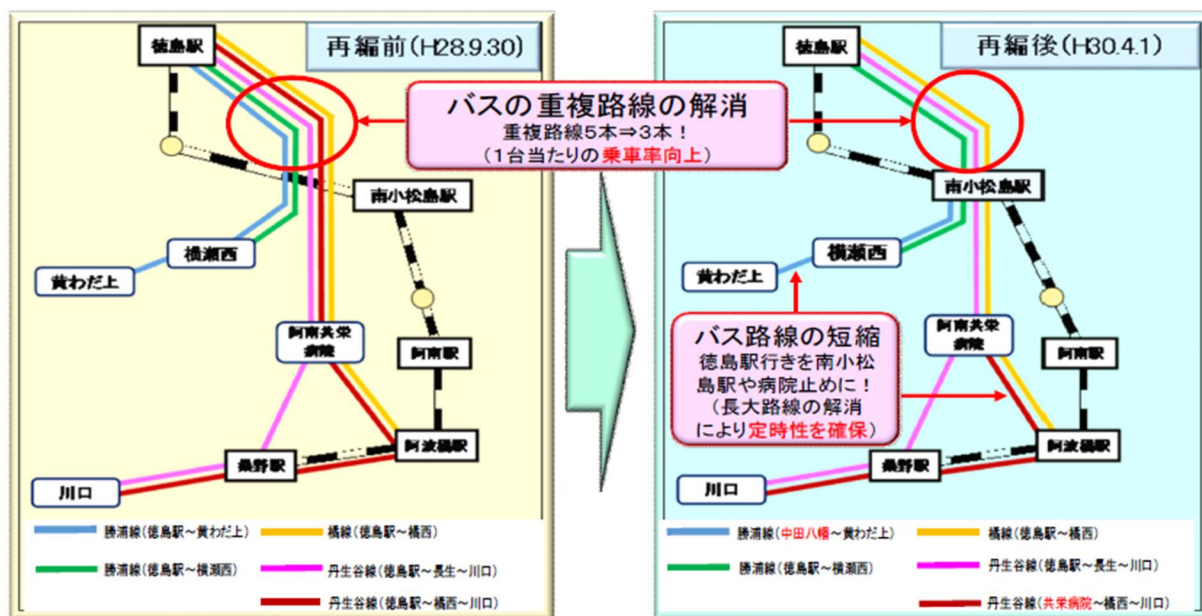 再編前(H28.9.30)
徳島駅
南小松島駅
横瀬西
黄わだ上
阿南共栄
病院
阿南駅
阿波橘駅
桑野駅
川口
勝浦線(徳島駅～黄わだ上)
橘線(徳島駅～橘西)
勝浦線(徳島駅～横瀬西)
丹生谷線(徳島駅～長生～川口)
丹生谷線(徳島駅～橘西～川口)
バスの重複路線の解消
重複路線5本⇒3本！
(1台当たりの乗車率向上)
再編後(H30.4.1)
徳島駅
南小松島駅
横瀬西
黄わだ上
バス路線の短縮
徳島駅行きを南小松
島駅や病院止めに！
(長大路線の解消
により定時性を確保)
阿南共栄
病院
阿南駅
阿波橘駅
桑野駅
川口
勝浦線(中田八幡～黄わだ上)
橘線(徳島駅～橘西)
勝浦線(徳島駅～横瀬西)
丹生谷線(徳島駅～長生～川口)
丹生谷線(共栄病院～橘西～川口)